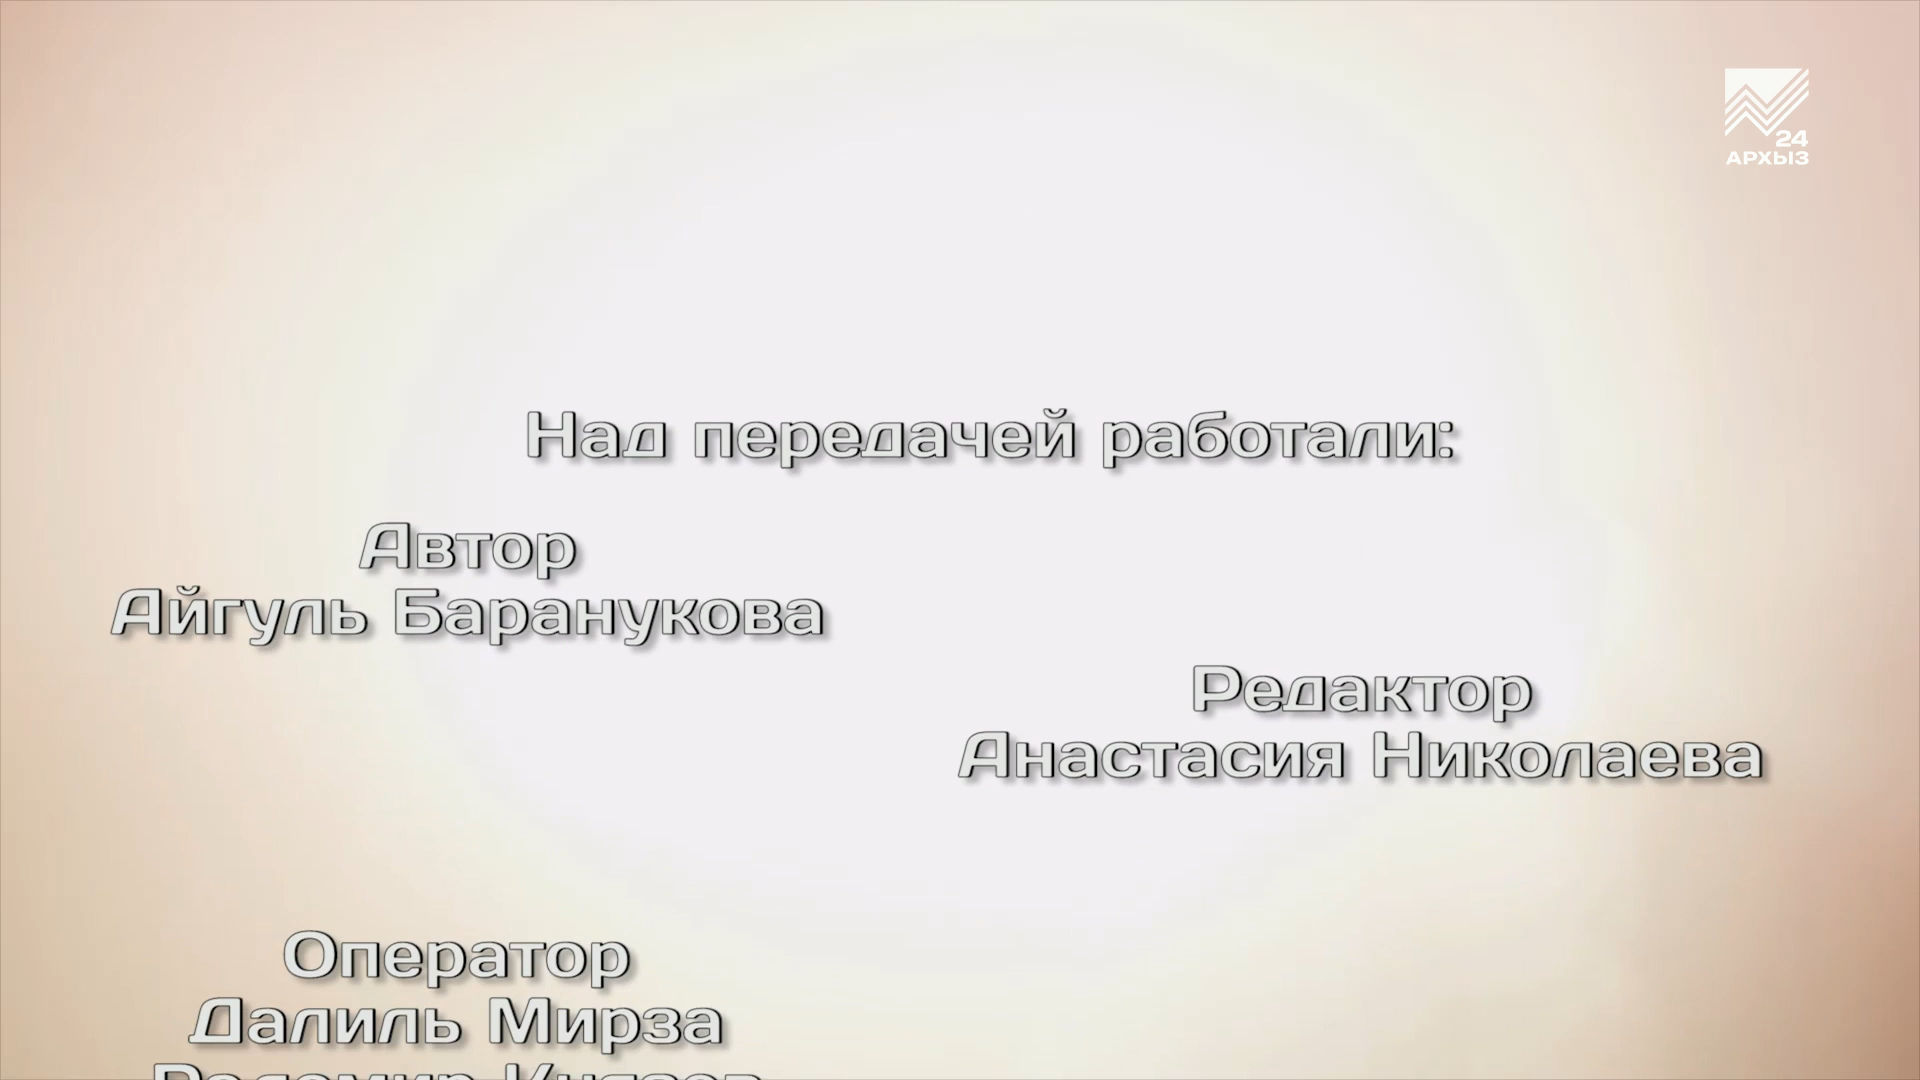 24
АРХЫЗ
Над передачей работали:
Автор
Айгуль Баранукова
Редактор
Анастасия Николаева
Оператор
Далиль Мирза